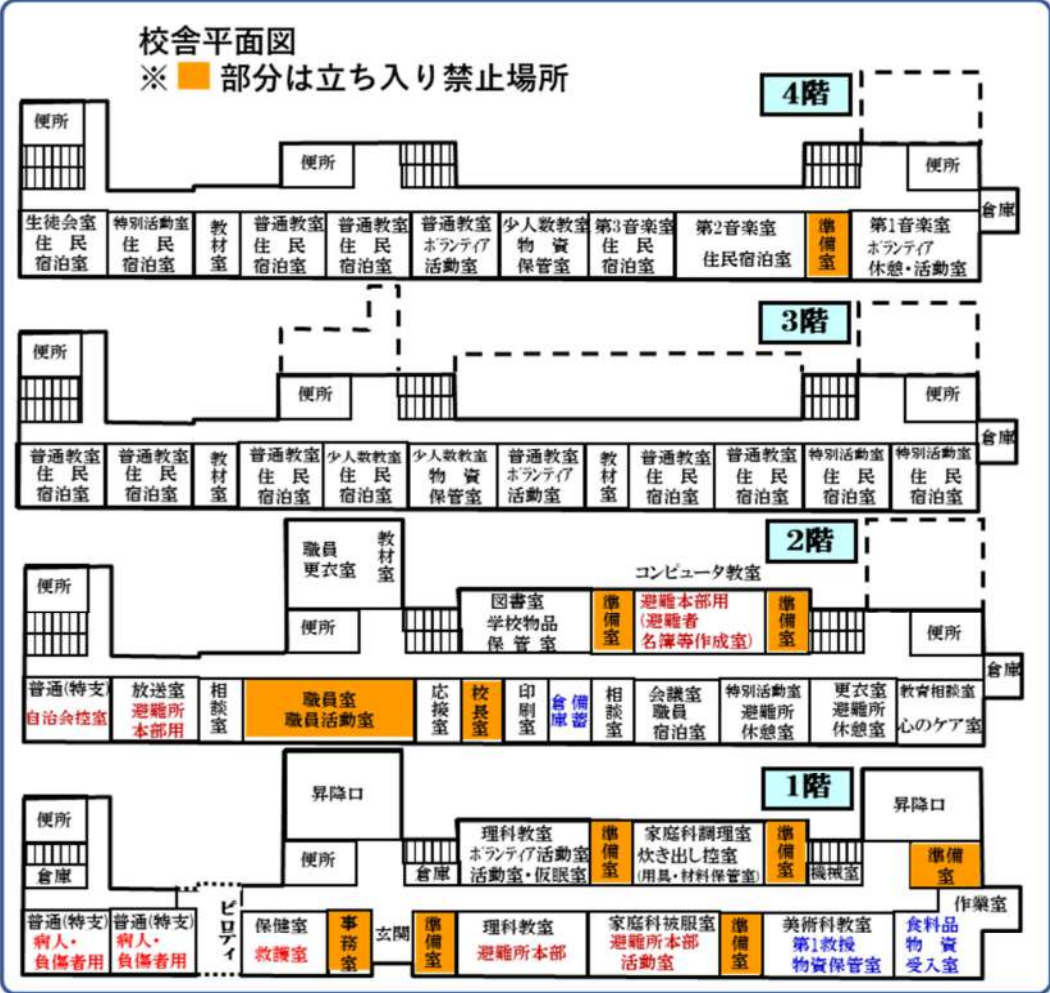 校舎平面図
※ 部分は立ち入り禁止場所
4階
便所
便所
便所
倉庫
生徒会室
住 民
宿泊室
特別活動室
住 民
宿泊室
教材室
普通教室
住 民
宿泊室
普通教室
住 民
宿泊室
普通教室
ボランティア
活動室
少人数教室
物 資
保管室
第3音楽室
住 民
宿泊室
第2音楽室
住民宿泊室
準備室
第1音楽室
ボランティア
休憩・活動室
3階
便所
便所
便所
倉庫
普通教室
住 民
宿泊室
普通教室
住 民
宿泊室
教材室
普通教室
住 民
宿泊室
少人数教室
住 民
宿泊室
少人数教室
物 資
保管室
普通教室
ボランティア
活動室
教材室
普通教室
住 民
宿泊室
普通教室
住 民
宿泊室
特別活動室
住 民
宿泊室
特別活動室
住 民
宿泊室
2階
職員
更衣室
教材室
コンピュータ教室
便所
便所
図書室
学校物品
保 管 室
準備室
避難本部用
(避難者
名簿等作成室)
準備室
便所
倉庫
普通(特支)
自治会控室
放送室
避難所
本部用
相談室
職員室
職員活動室
応接室
校長室
印刷室
備蓄
倉庫
相談室
会議室
職員
宿泊室
特別活動室
避難所
休憩室
更衣室
避難所
休憩室
教育相談室
心のケア室
1階
昇降口
昇降口
便所
倉庫
便所
倉庫
理科教室
ボランティア活動室
活動室・仮眠室
準備室
家庭科調理室
炊き出し控室
(用具・材料保管室)
準備室
機械室
準備室
作業室
普通(特支)
病人・
負傷者用
普通(特支)
病人・
負傷者用
ピロティ
保健室
救護室
事務室
玄関
準備室
理科教室
避難所本部
家庭科被服室
避難所本部
活動室
準備室
美術科教室
第1救援
物資保管室
食料品
物 資
受入室